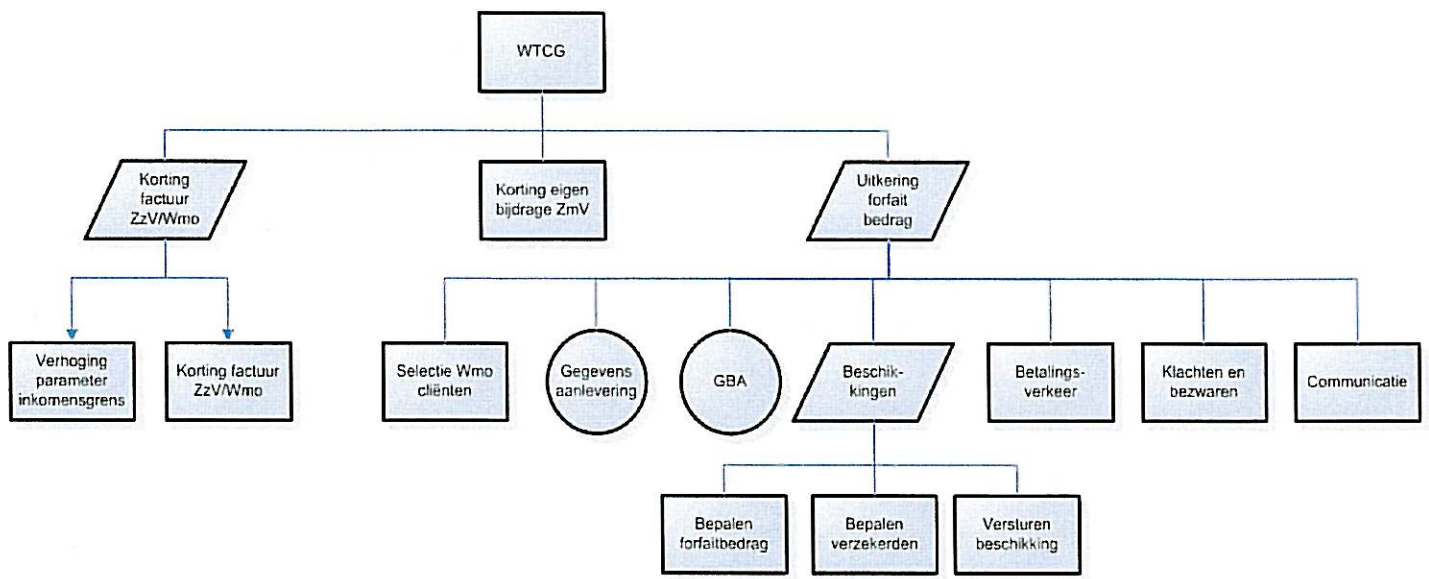 WTCG
Korting
factuur
ZzV/Wmo
Korting eigen
bijdrage ZmV
Uitkering
forfait
bedrag
Verhoging
parameter
inkomensgrens
Korting factuur
ZzV/Wmo
Selectie Wmo
cliënten
Gegevens
aanlevering
GBA
Beschik-
kingen
Betalings-
verkeer
Klachten en
bezwaren
Communicatie
Bepalen
forfaitbedrag
Bepalen
verzekerden
Versturen
beschikking